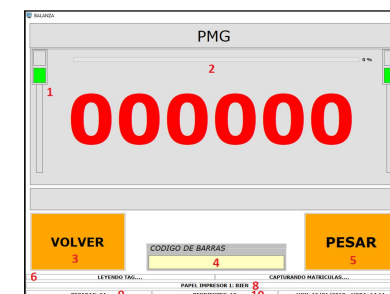 BALANZA
PMG
0 %
2
1
000000
VOLVER
3
CODIGO DE BARRAS
4
PESAR
5
6
LEYENDO TAG....
CAPTURANDO MATRICULAS....
PAPEL IMPRESOR 1: BIEN 8